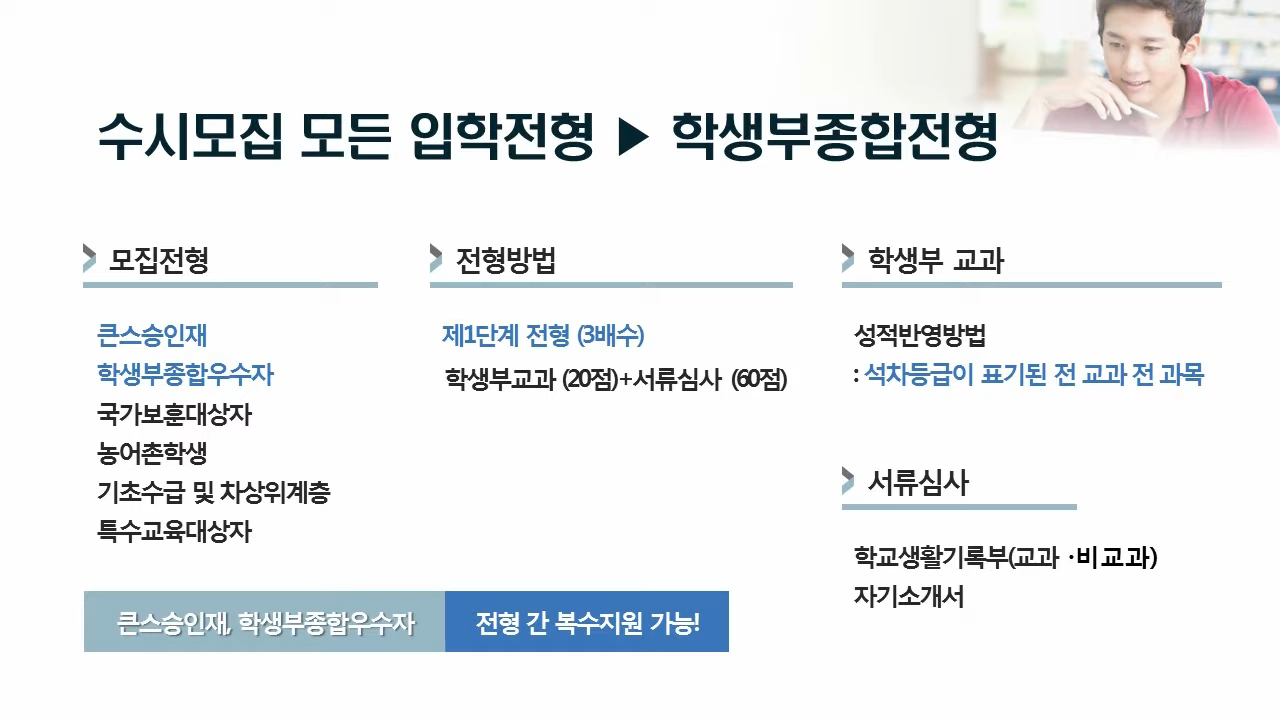 수시모집 모든 입학전형 ▶ 학생부종합전형
모집전형
큰스승인재
학생부종합우수자
국가보훈대상자
농어촌학생
기초수급 및 차상위계층
특수교육대상자
전형방법
제1단계 전형 (3배수)
학생부교과 (20점)+서류심사 (60점)
학생부 교과
성적반영방법
: 석차등급이 표기된 전 교과 전 과목
서류심사
학교생활기록부(교과 ·비교과)
자기소개서
큰스승인재, 학생부종합우수자 전형 간 복수지원 가능!